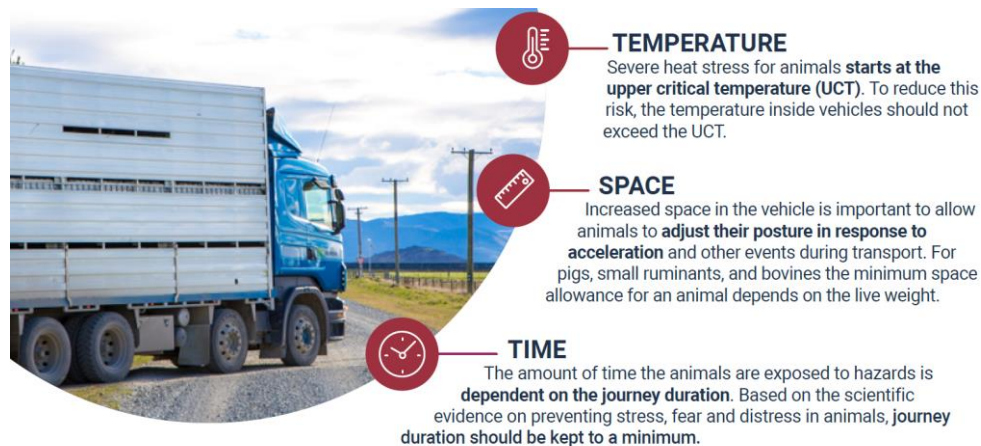 TEMPERATURE
Severe heat stress for animals starts at the
upper critical temperature (UCT). To reduce this
risk, the temperature inside vehicles should not
exceed the UCT.
SPACE
Increased space in the vehicle is important to allow
animals to adjust their posture in response to
acceleration and other events during transport. For
pigs, small ruminants, and bovines the minimum space
allowance for an animal depends on the live weight.
TIME
The amount of time the animals are exposed to hazards is
dependent on the journey duration. Based on the scientific
evidence on preventing stress, fear and distress in animals, journey
duration should be kept to a minimum.